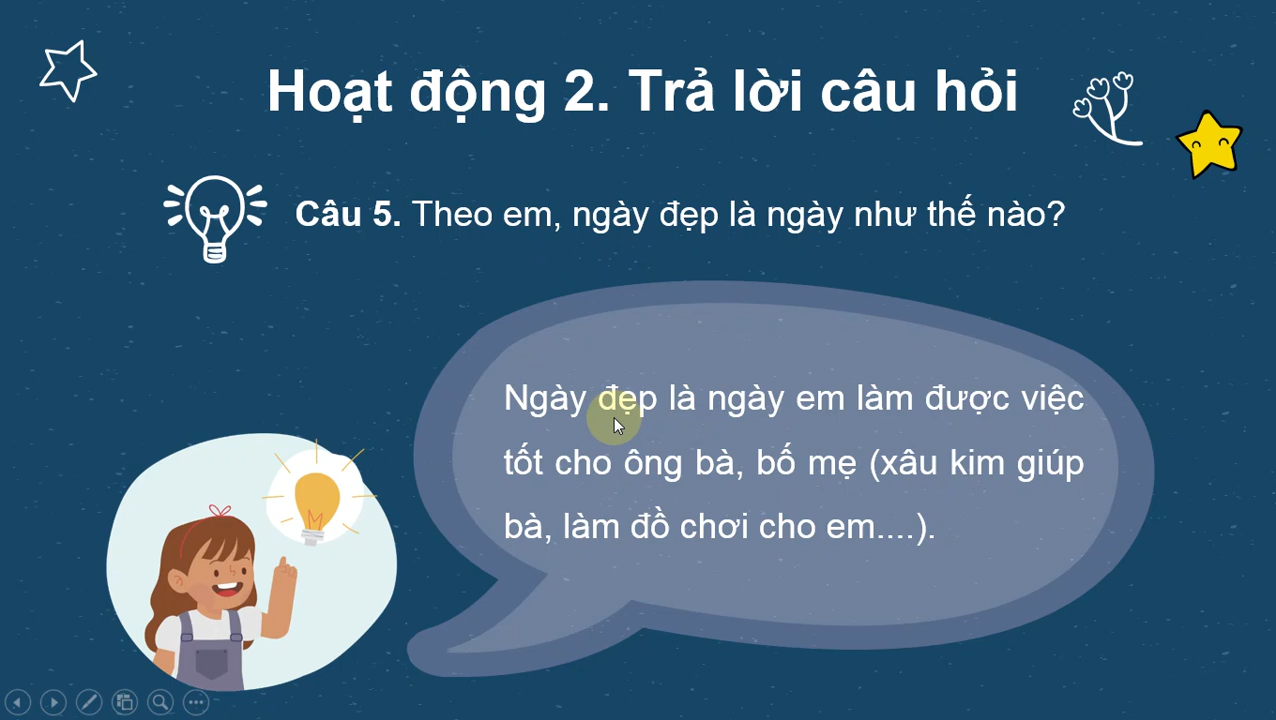 Hoạt động 2. Trả lời câu hỏi
Câu 5. Theo em, ngày đẹp là ngày như thế nào?
Ngày đẹp là ngày em làm được việc
tốt cho ông bà, bố mẹ (xâu kim giúp
bà, làm đồ chơi cho em....).